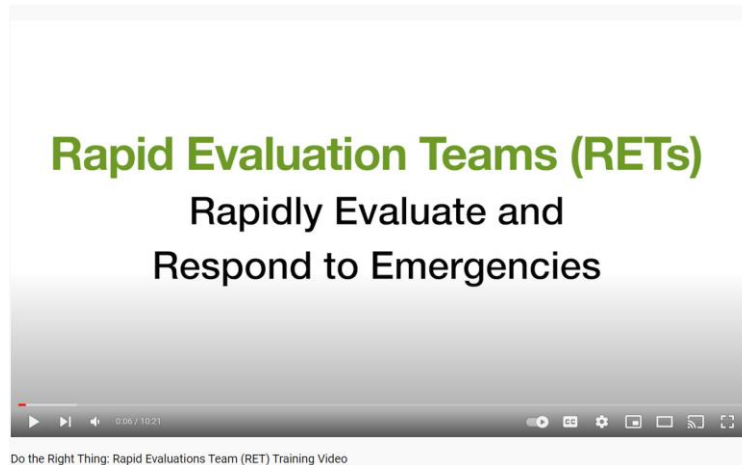 Rapid Evaluation Teams (RETs)
Rapidly Evaluate and
Respond to Emergencies
0:06 / 10:21
CC
Do the Right Thing: Rapid Evaluations Team (RET) Training Video